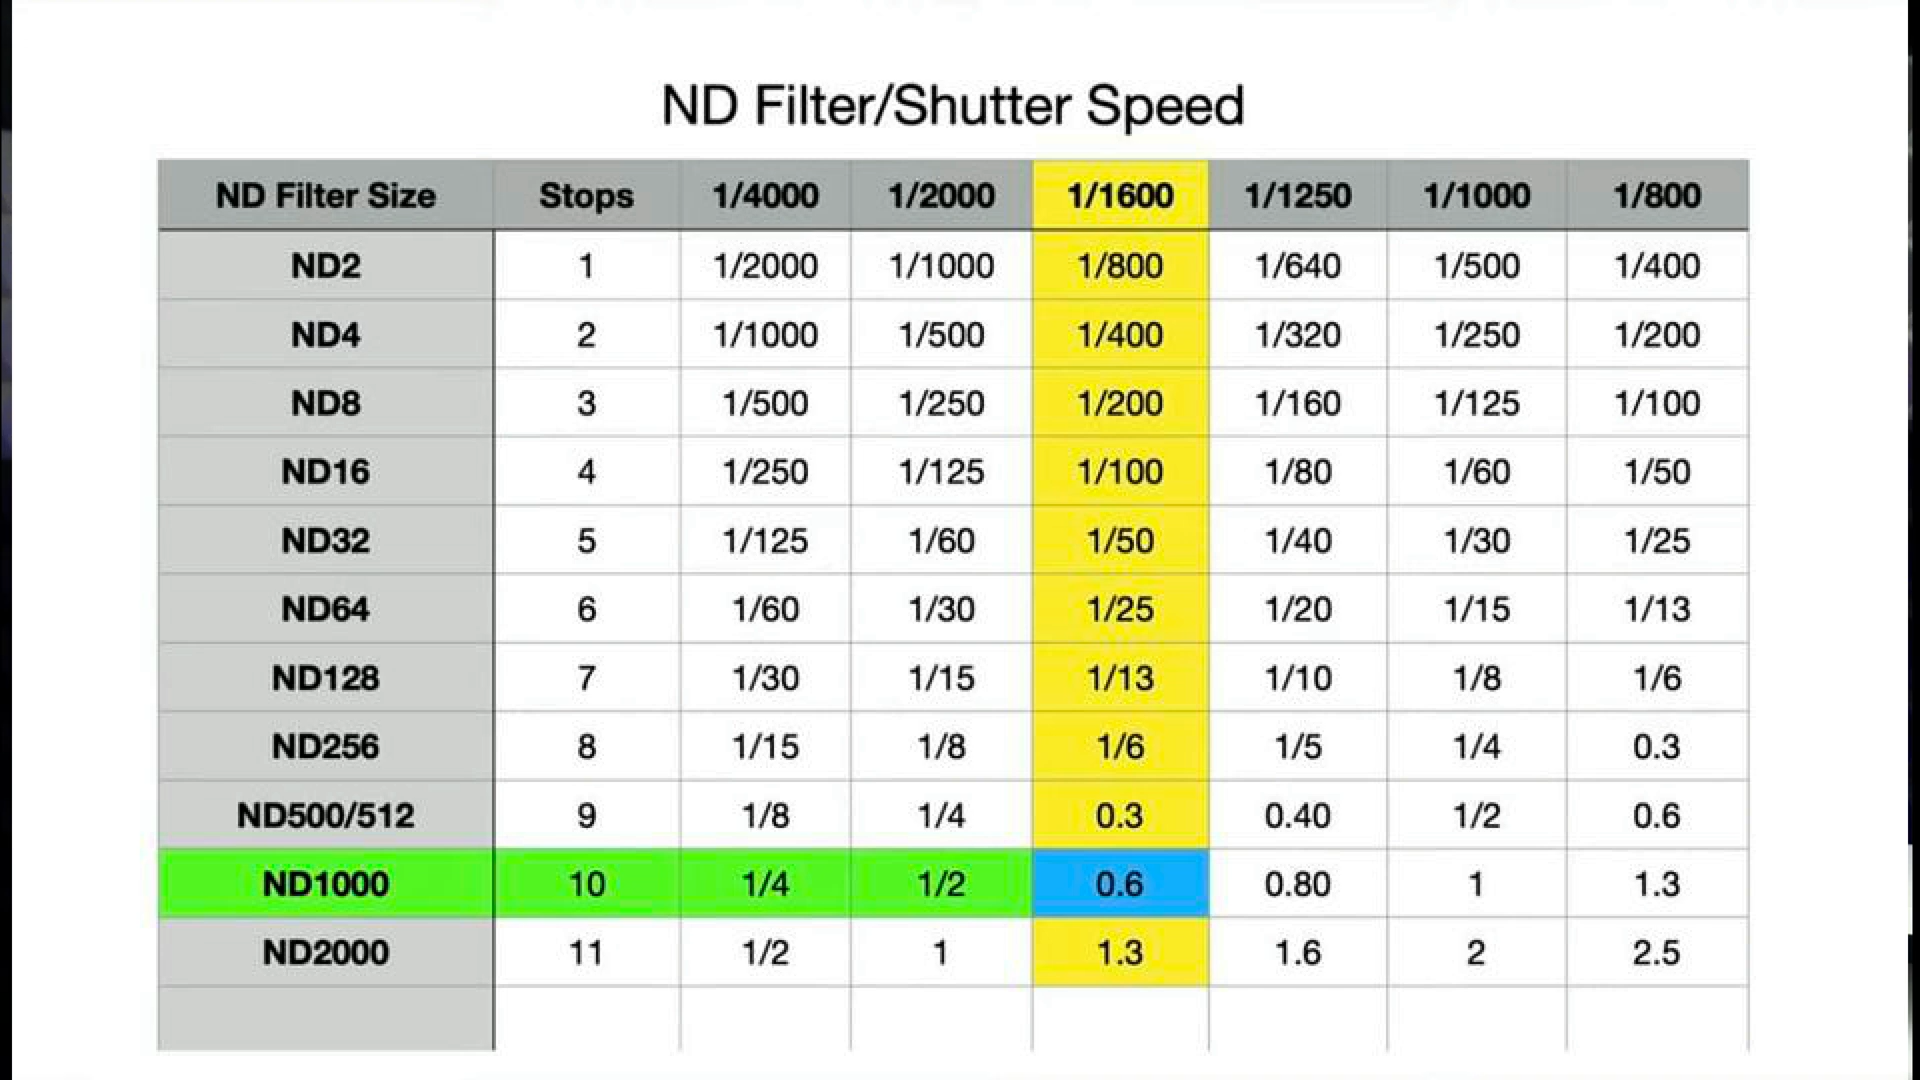 ND Filter/Shutter Speed
ND Filter Size Stops 1/4000 1/2000 1/1600 1/1250 1/1000 1/800
ND2 1 1/2000 1/1000 1/800 1/640 1/500 1/400
ND4 2 1/1000 1/500 1/400 1/320 1/250 1/200
ND8 3 1/500 1/250 1/200 1/160 1/125 1/100
ND16 4 1/250 1/125 1/100 1/80 1/60 1/50
ND32 5 1/125 1/60 1/50 1/40 1/30 1/25
ND64 6 1/60 1/30 1/25 1/20 1/15 1/13
ND128 7 1/30 1/15 1/13 1/10 1/8 1/6
ND256 8 1/15 1/8 1/6 1/5 1/4 0.3
ND500/512 9 1/8 1/4 0.3 0.40 1/2 0.6
ND1000 10 1/4 1/2 0.6 0.80 1 1.3
ND2000 11 1/2 1 1.3 1.6 2 2.5